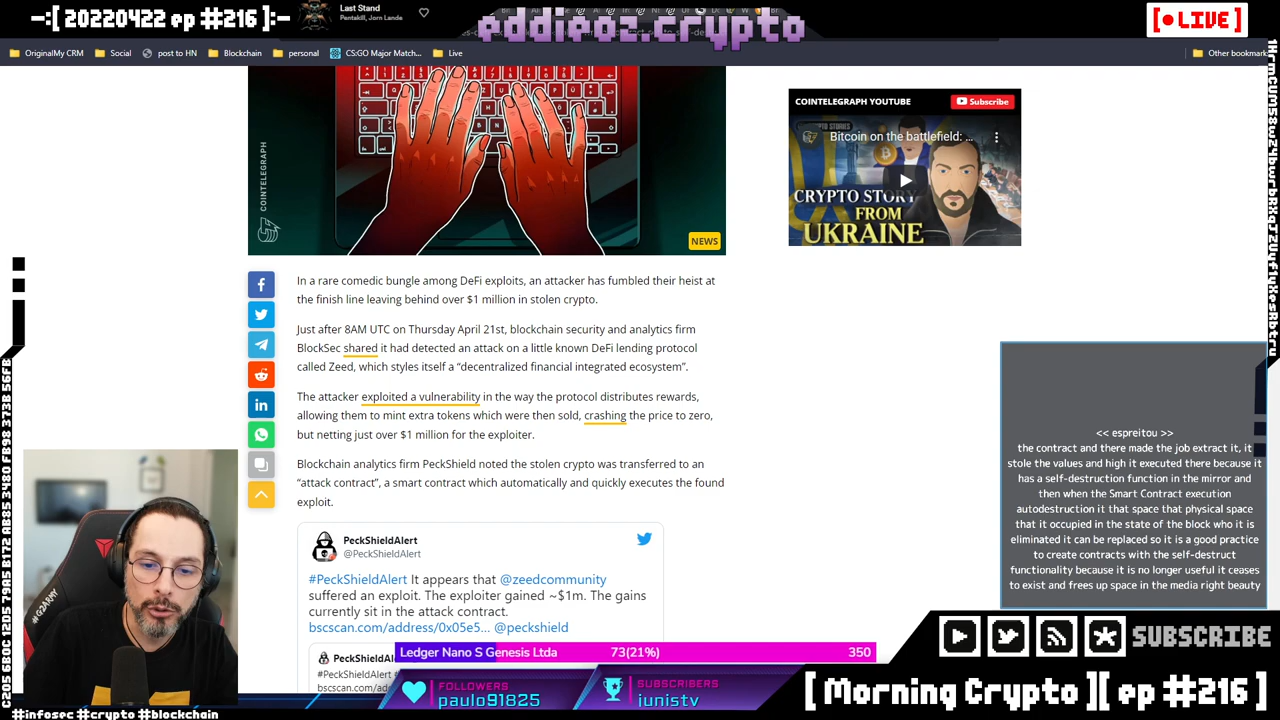 -:[ 20220422 ep #216 ]:-
Last Stand
Pentakill, Jorn Lande
eddieoz.crypto
[ LIVE ]
OriginalMy CRM
Social
post to HN
Blockchain
personal
CS:GO Major Match...
Live
Other bookmark
COINTELEGRAPH
NEWS
COINTELEGRAPH YOUTUBE
Subscribe
Bitcoin on the battlefield: ...
CRYPTO STORY
FROM
UKRAINE
In a rare comedic bungle among DeFi exploits, an attacker has fumbled their heist at
the finish line leaving behind over $1 million in stolen crypto.
Just after 8AM UTC on Thursday April 21st, blockchain security and analytics firm
BlockSec shared it had detected an attack on a little known DeFi lending protocol
called Zeed, which styles itself a “decentralized financial integrated ecosystem”.
The attacker exploited a vulnerability in the way the protocol distributes rewards,
allowing them to mint extra tokens which were then sold, crashing the price to zero,
but netting just over $1 million for the exploiter.
Blockchain analytics firm PeckShield noted the stolen crypto was transferred to an
“attack contract”, a smart contract which automatically and quickly executes the found
exploit.
PeckShieldAlert
@PeckShieldAlert
#PeckShieldAlert It appears that @zeedcommunity
suffered an exploit. The exploiter gained ~$1m. The gains
currently sit in the attack contract.
bscscan.com/address/0x05e5... @peckshield
PeckShieldAl
#PeckShieldAlert
bscscan.com/ad
<< espreitou >>
the contract and there made the job extract it, it
stole the values and high it executed there because it
has a self-destruction function in the mirror and
then when the Smart Contract execution
autodestruction it that space that physical space
that it occupied in the state of the block who it is
eliminated it can be replaced so it is a good practice
to create contracts with the self-destruct
functionality because it is no longer useful it ceases
to exist and frees up space in the media right beauty
#G2ARMY
Ledger Nano S Genesis Ltda
73(21%)
350
FOLLOWERS
paulo91825
SUBSCRIBERS
iunistv
SUBSCRIBE
[ Morning Crypto ][ ep #216 ]
#infosec #crypto #blockchain